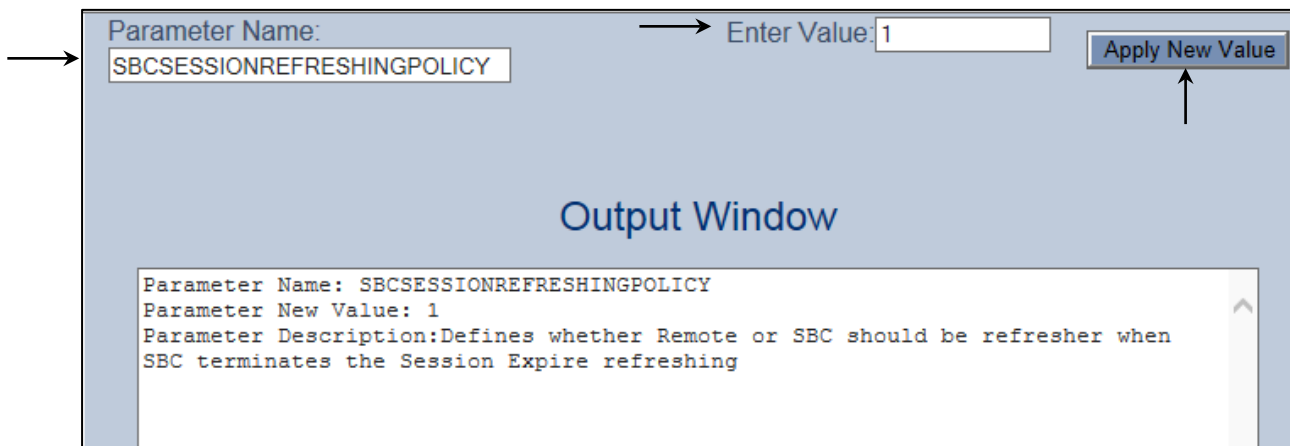 Parameter Name:
Enter Value: 1
SBCSESSIONREFRESHINGPOLICY
Apply New Value
Output Window
Parameter Name: SBCSESSIONREFRESHINGPOLICY
Parameter New Value: 1
Parameter Description:Defines whether Remote or SBC should be refresher when
SBC terminates the Session Expire refreshing